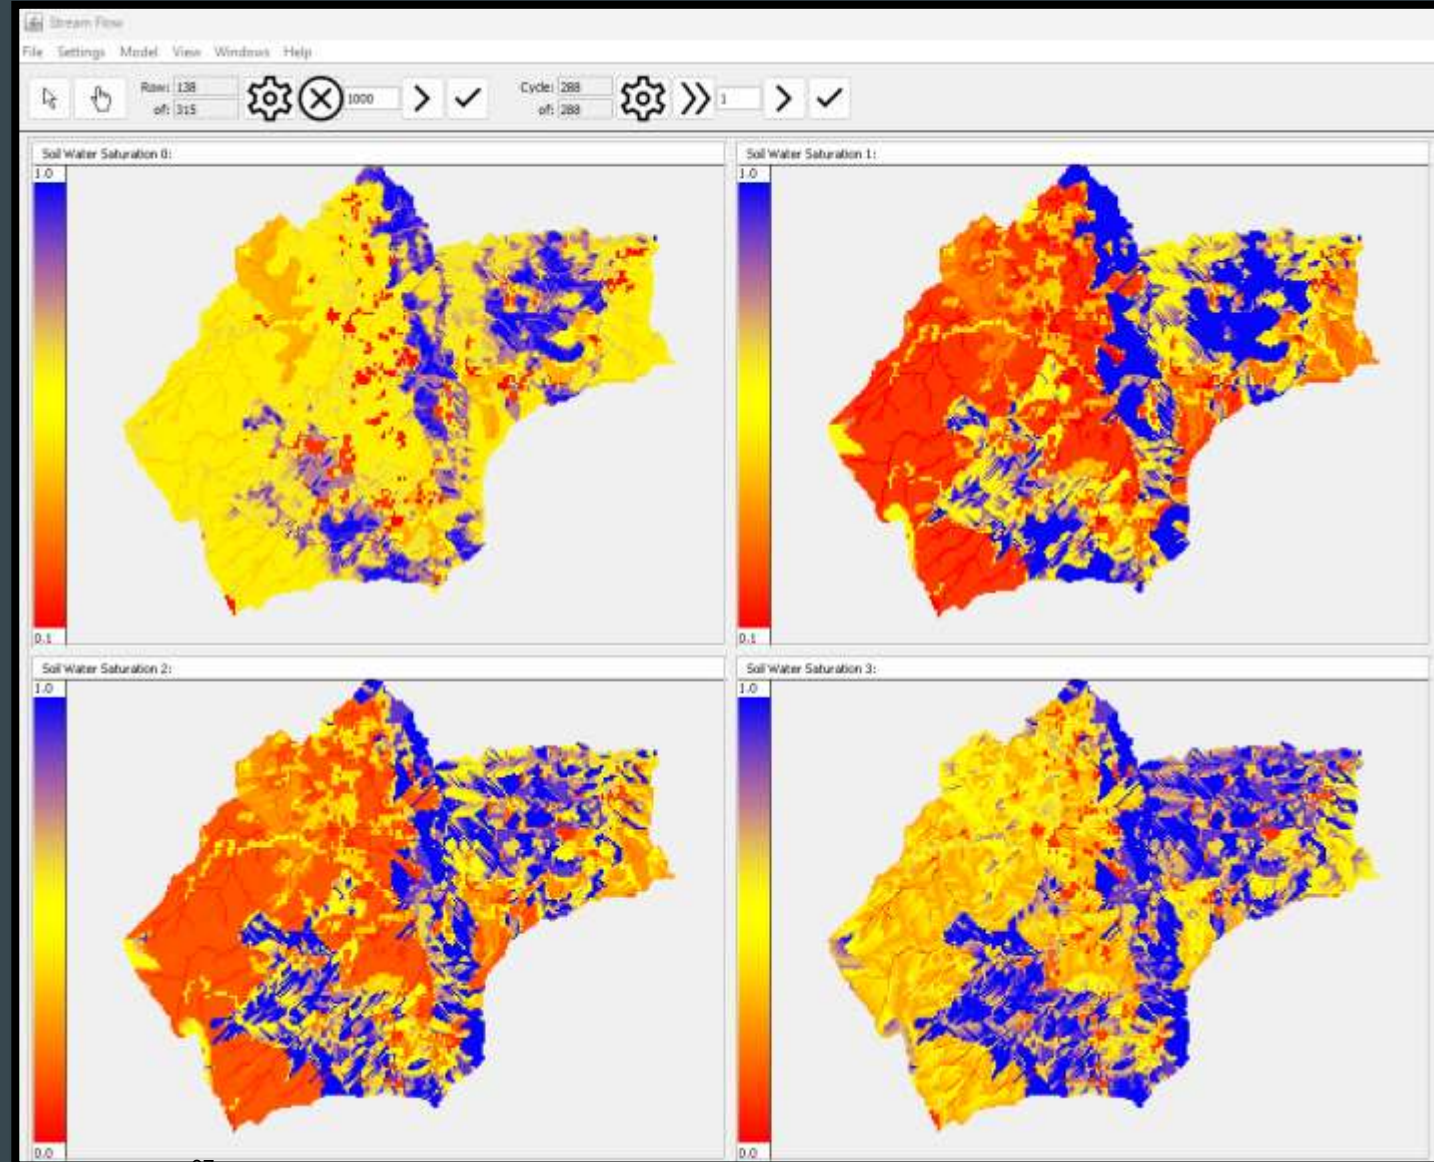 Stream Flow
File Settings Model View Windows Help
Row: 138
of: 315
1000
Cycle: 288
of: 288
1
Soil Water Saturation 0:
1.0
0.1
Soil Water Saturation 1:
1.0
0.1
Soil Water Saturation 2:
1.0
0.0
Soil Water Saturation 3:
1.0
0.0